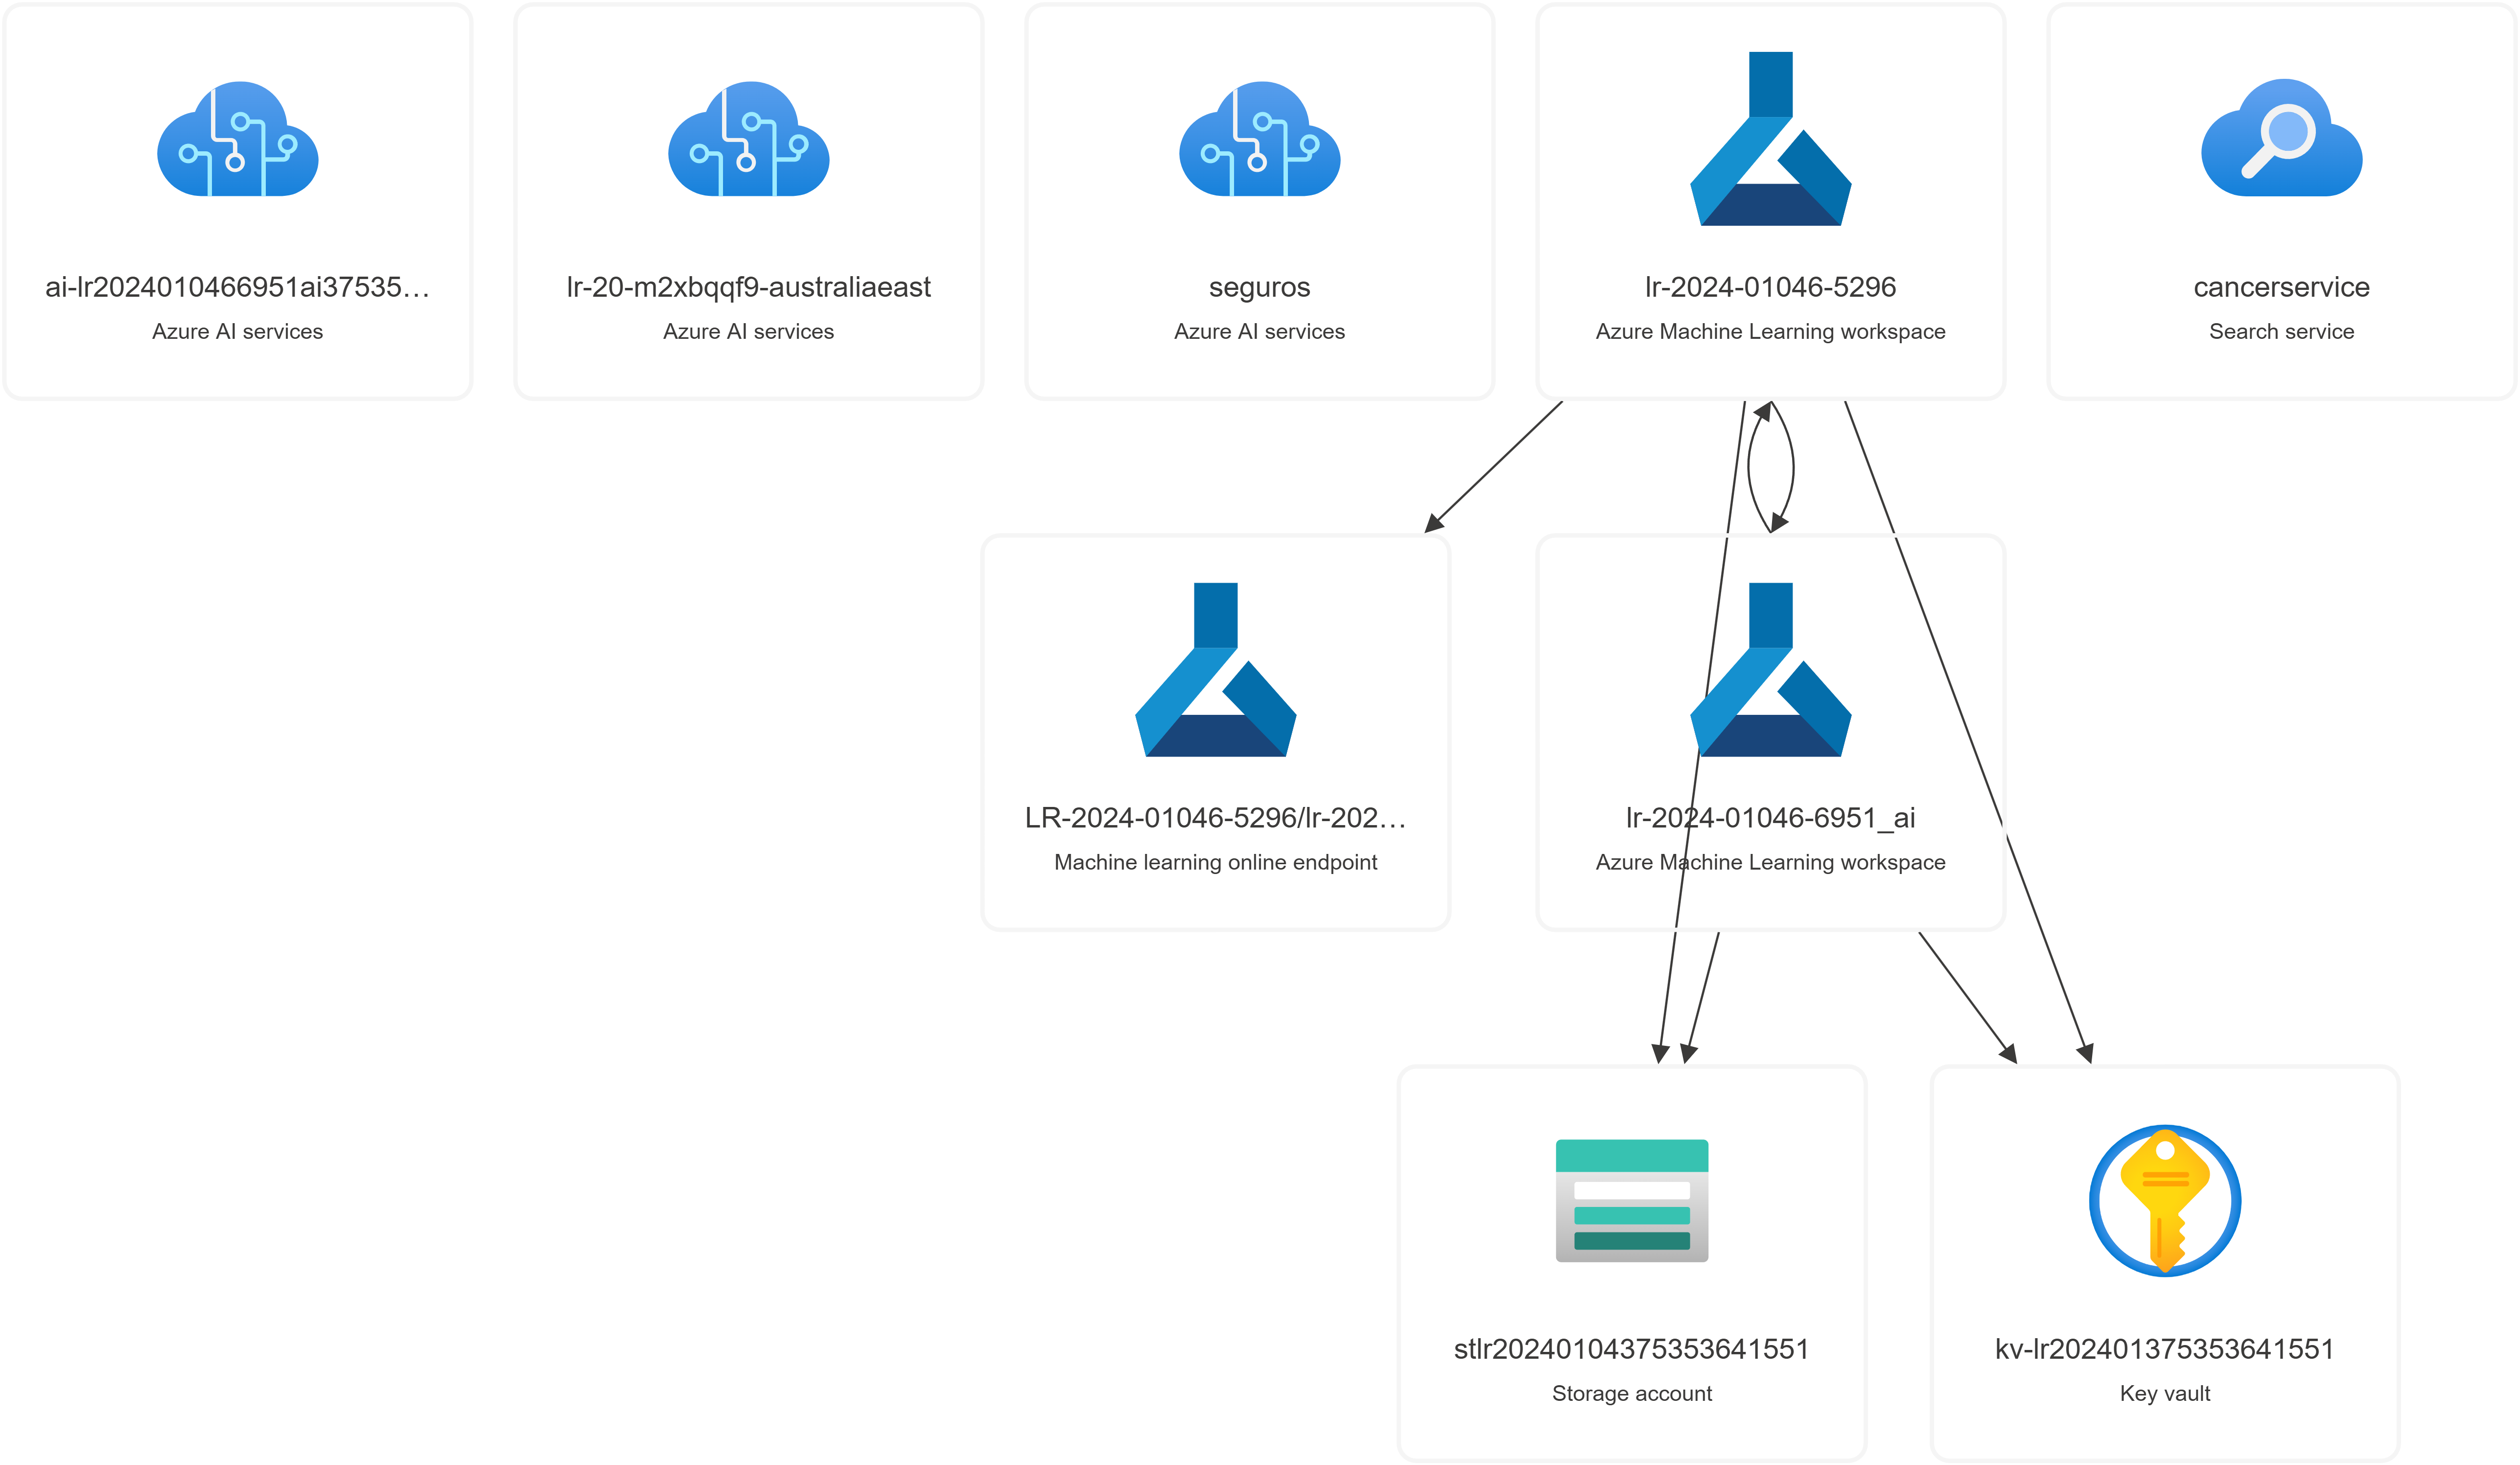 ai-lr2024010466951ai37535…
Azure AI services
lr-20-m2xbqqf9-australiaeast
Azure AI services
seguros
Azure AI services
lr-2024-01046-5296
Azure Machine Learning workspace
cancerservice
Search service
LR-2024-01046-5296/lr-202…
Machine learning online endpoint
lr-2024-01046-6951_ai
Azure Machine Learning workspace
stlr20240104375353641551
Storage account
kv-lr202401375353641551
Key vault